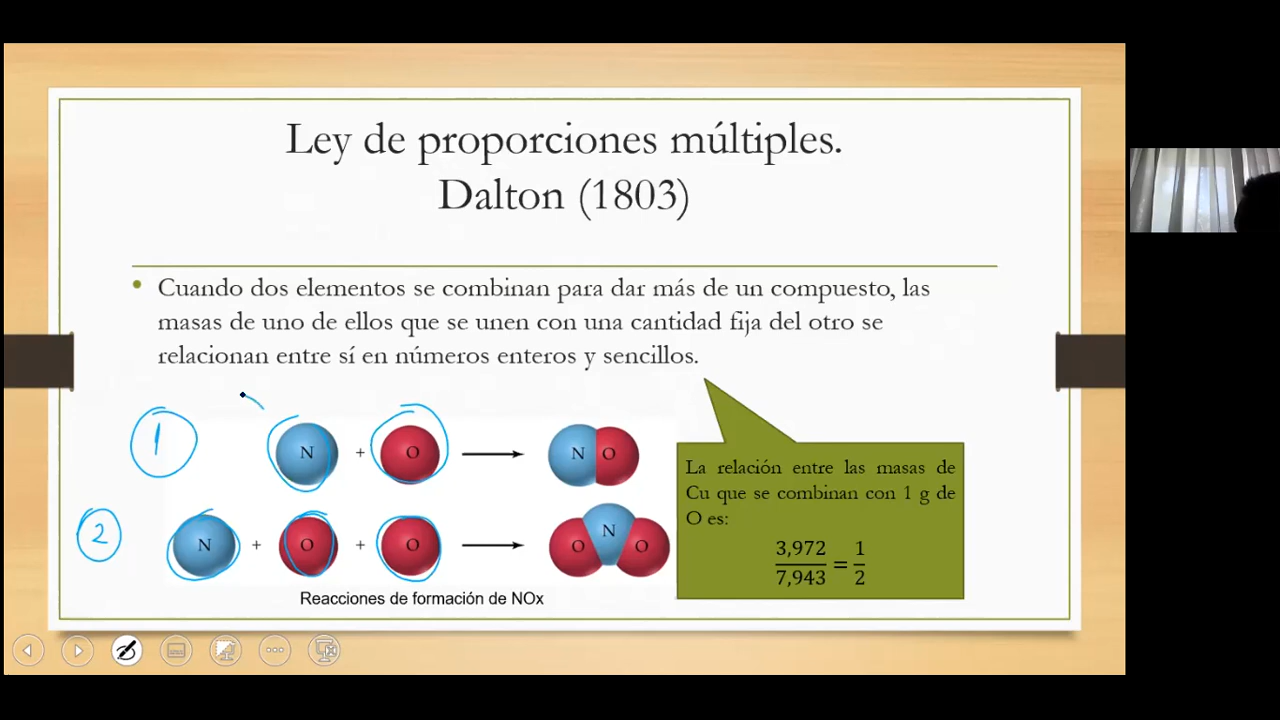 Ley de proporciones múltiples.
Dalton (1803)
• Cuando dos elementos se combinan para dar más de un compuesto, las
masas de uno de ellos que se unen con una cantidad fija del otro se
relacionan entre sí en números enteros y sencillos.
1
N + O N O
2
N + O + O O N O
Reacciones de formación de NOx
La relación entre las masas de
Cu que se combinan con 1 g de
O es:
3,972 / 7,943 = 1 / 2